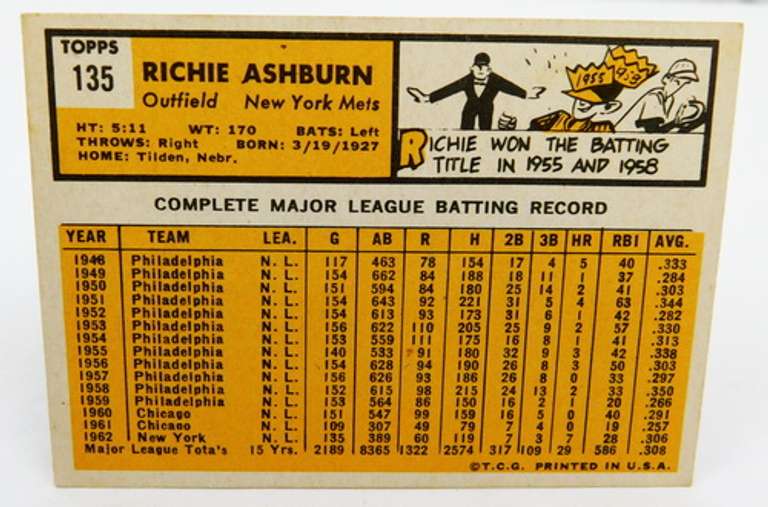 TOPPS
135
RICHIE ASHBURN
Outfield New York Mets
HT: 5:11 WT: 170 BATS: Left
THROWS: Right BORN: 3/19/1927
HOME: Tilden, Nebr.
1955 1958
RICHIE WON THE BATTING
TITLE IN 1955 AND 1958
COMPLETE MAJOR LEAGUE BATTING RECORD
YEAR TEAM LEA. G AB R H 2B 3B HR RBI AVG.
1948 Philadelphia N. L. 117 463 78 154 17 4 5 40 .333
1949 Philadelphia N. L. 154 662 84 188 18 11 1 37 .284
1950 Philadelphia N. L. 151 594 84 180 25 14 2 41 .303
1951 Philadelphia N. L. 154 643 92 221 31 5 4 63 .344
1952 Philadelphia N. L. 154 613 93 173 31 6 1 42 .282
1953 Philadelphia N. L. 156 622 110 205 25 9 2 57 .330
1954 Philadelphia N. L. 153 559 111 175 16 8 1 41 .313
1955 Philadelphia N. L. 140 533 91 180 32 9 3 42 .338
1956 Philadelphia N. L. 154 628 94 190 26 8 3 50 .303
1957 Philadelphia N. L. 156 626 93 186 26 8 0 33 .297
1958 Philadelphia N. L. 152 615 98 215 24 13 2 33 .350
1959 Philadelphia N. L. 153 564 86 150 16 2 1 20 .266
1960 Chicago N. L. 151 547 99 159 16 5 0 40 .291
1961 Chicago N. L. 109 307 49 79 7 4 0 19 .257
1962 New York N. L. 135 389 60 119 7 3 7 28 .306
Major League Tota's 15 Yrs. 2189 8365 1322 2574 317 109 29 586 .308
©T.C.G. PRINTED IN U.S.A.